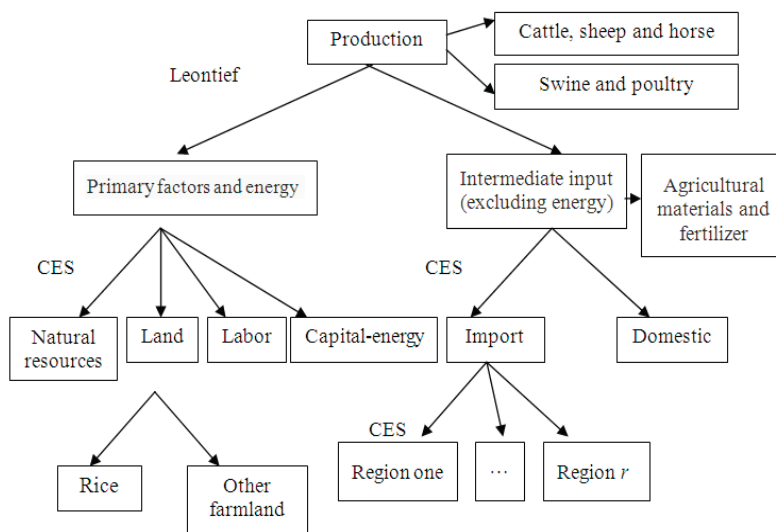 Production
Cattle, sheep and horse
Swine and poultry
Leontief
Primary factors and energy
Intermediate input
(excluding energy)
Agricultural
materials and
fertilizer
CES
CES
Natural
resources
Land
Labor
Capital-energy
Import
Domestic
CES
Rice
Other
farmland
Region one
...
Region r